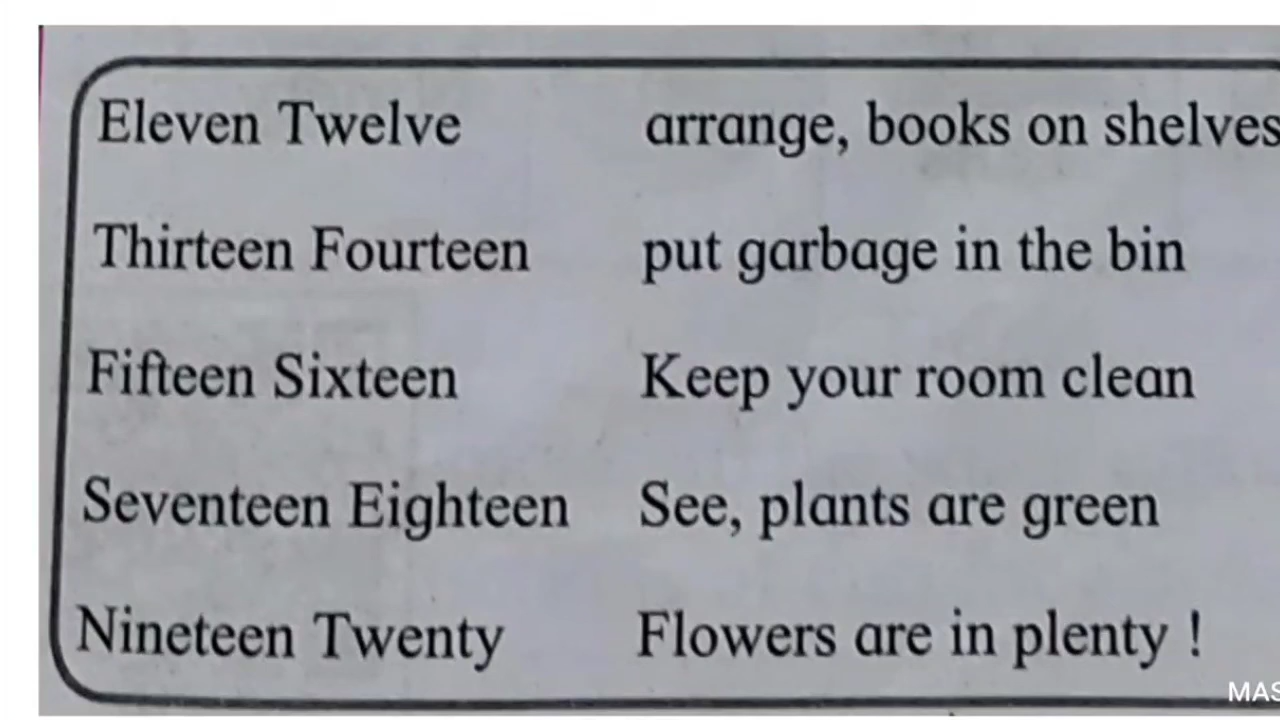 Eleven Twelve arrange, books on shelves
Thirteen Fourteen put garbage in the bin
Fifteen Sixteen Keep your room clean
Seventeen Eighteen See, plants are green
Nineteen Twenty Flowers are in plenty !
MAS